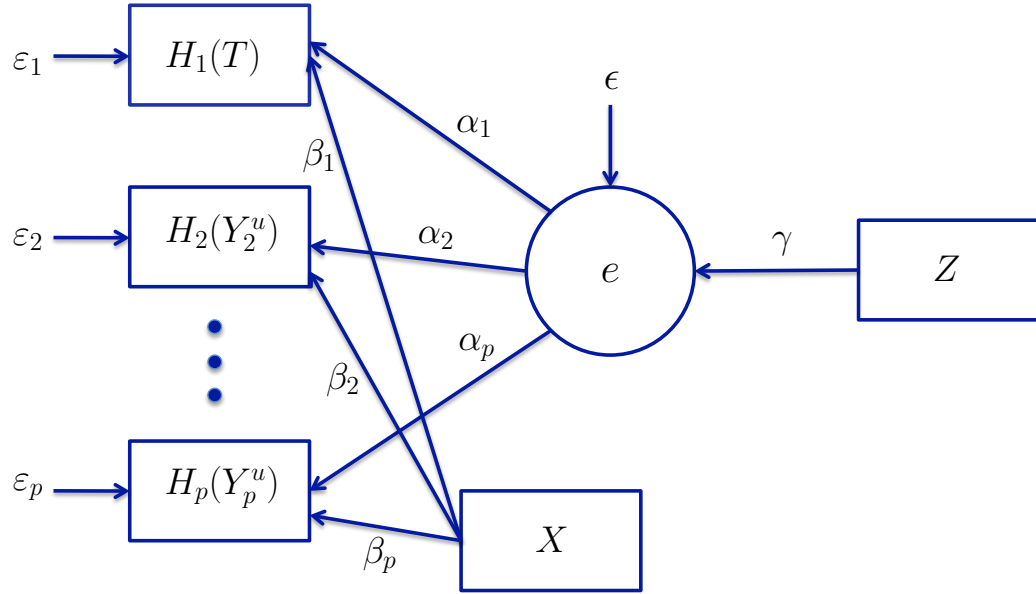 ε₁
H₁(T)
ϵ
α₁
β₁
ε₂
H₂(Y₂ᵘ)
α₂
γ
e
Z
αₚ
β₂
εₚ
Hₚ(Yₚᵘ)
X
βₚ